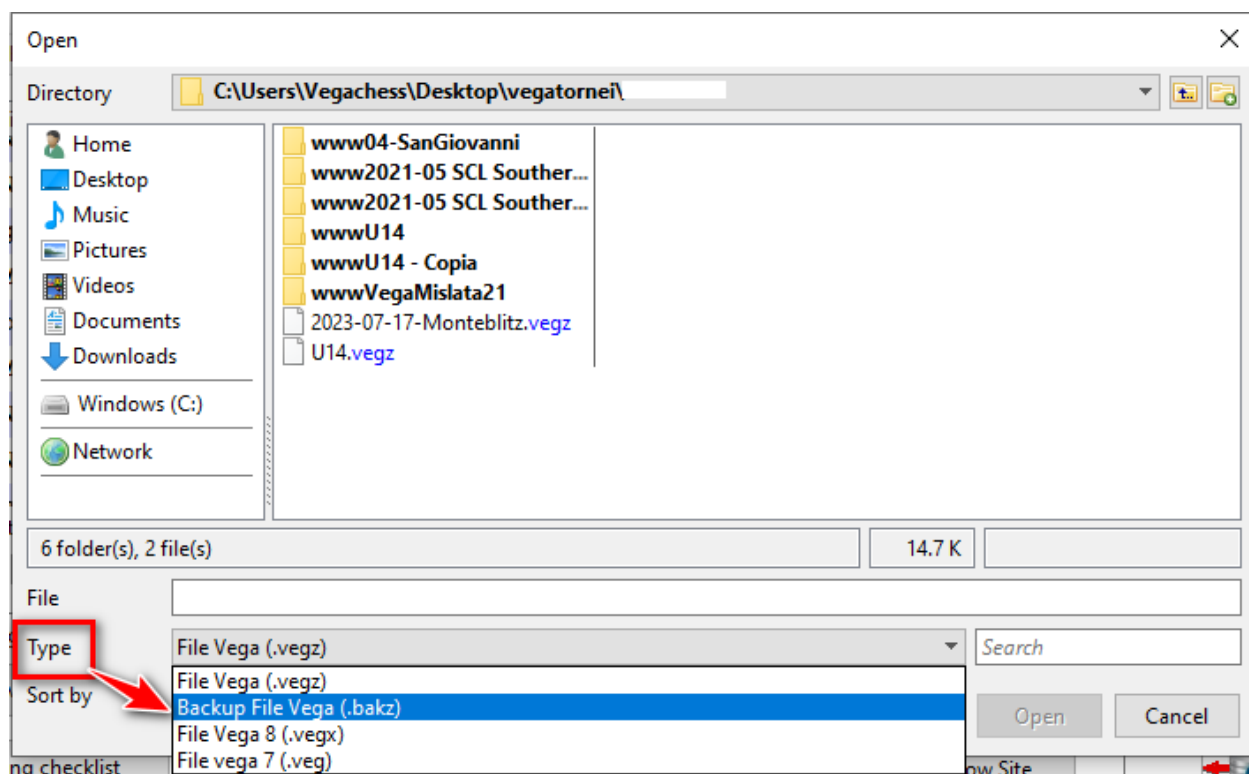 Open
Directory C:\Users\Vegachess\Desktop\vegatornei\
Home
Desktop
Music
Pictures
Videos
Documents
Downloads
Windows (C:)
Network
www04-SanGiovanni
www2021-05 SCL Souther...
www2021-05 SCL Souther...
wwwU14
wwwU14 - Copia
wwwVegaMislata21
2023-07-17-Monteblitz.vegz
U14.vegz
6 folder(s), 2 file(s) 14.7 K
File
Type File Vega (.vegz) Search
Sort by
File Vega (.vegz)
Backup File Vega (.bakz)
File Vega 8 (.vegx)
File vega 7 (.veg)
Open Cancel
checklist
Site